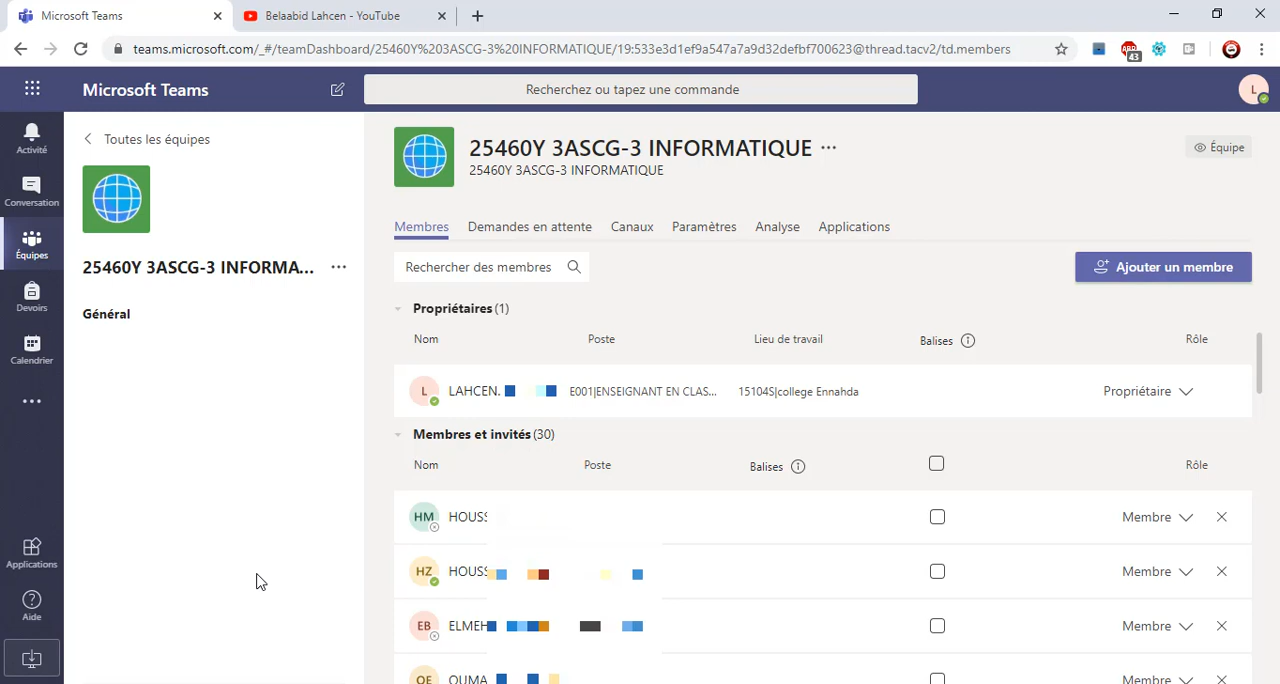 Microsoft Teams
Belaabid Lahcen - YouTube
teams.microsoft.com/_#/teamDashboard/25460Y%203ASCG-3%20INFORMATIQUE/19:533e3d1ef9a547a7a9d32defbf700623@thread.tacv2/td.members
ABP
43
Microsoft Teams
Recherchez ou tapez une commande
L
Activité
Conversation
Équipes
Devoirs
Calendrier
Applications
Aide
Toutes les équipes
25460Y 3ASCG-3 INFORMA...
Général
25460Y 3ASCG-3 INFORMATIQUE
25460Y 3ASCG-3 INFORMATIQUE
Équipe
Membres Demandes en attente Canaux Paramètres Analyse Applications
Rechercher des membres
Ajouter un membre
Propriétaires (1)
Nom Poste Lieu de travail Balises Rôle
L LAHCEN. E001|ENSEIGNANT EN CLAS... 15104S|college Ennahda Propriétaire
Membres et invités (30)
Nom Poste Balises Rôle
HM HOUSS Membre
HZ HOUSS Membre
EB ELMEH Membre
OE OUMA Membre